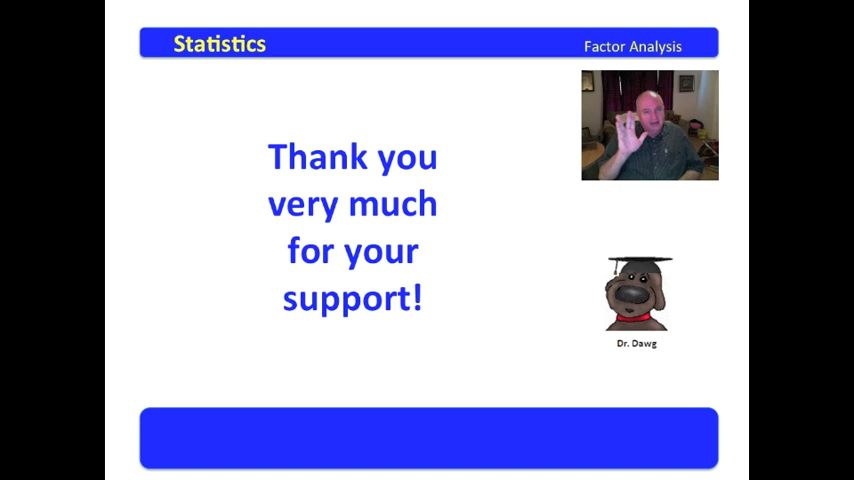 Statistics
Factor Analysis
Thank you
very much
for your
support!
Dr. Dawg